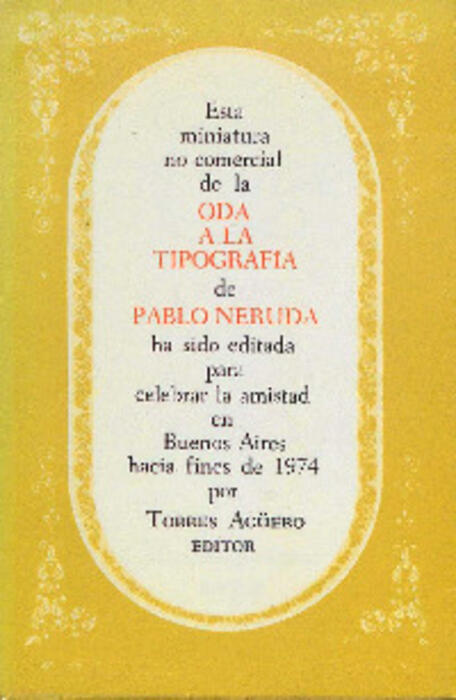 Esta
miniatura
no comercial
de la
ODA
A LA
TIPOGRAFIA
de
PABLO NERUDA
ha sido editada
para
celebrar la amistad
en
Buenos Aires
hacia fines de 1974
por
TORRES AGÜERO
EDITOR